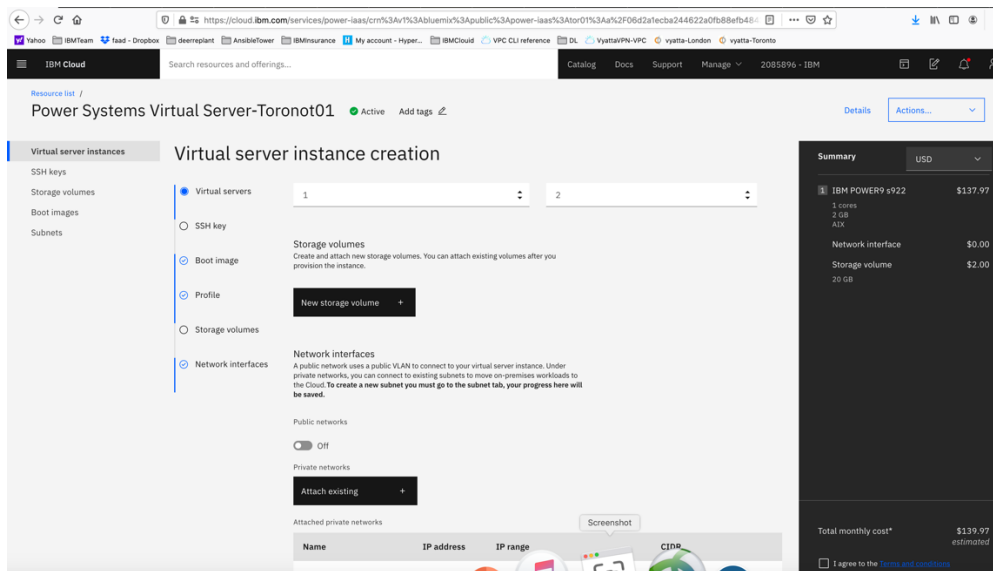 https://cloud.ibm.com/services/power-iaas/crn%3Av1%3Abluemix%3Apublic%3Apower-iaas%3Ator01%3Aa%2F06d2a1ecba244622a0fb88efb484
Yahoo IBMTeam faad - Dropbox deerreplant AnsibleTower IBMInsurance My account - Hyper... IBMClouid VPC CLI reference DL VyattaVPN-VPC vyatta-London vyatta-Toronto
IBM Cloud Search resources and offerings... Catalog Docs Support Manage 2085896 - IBM
Resource list /
Power Systems Virtual Server-Toronot01 Active Add tags Details Actions...
Virtual server instances
SSH keys
Storage volumes
Boot images
Subnets
Virtual server instance creation
Virtual servers
SSH key
Boot image
Profile
Storage volumes
Network interfaces
1 2
Storage volumes
Create and attach new storage volumes. You can attach existing volumes after you
provision the instance.
New storage volume +
Network interfaces
A public network uses a public VLAN to connect to your virtual server instance. Under
private networks, you can connect to existing subnets to move on-premises workloads to
the Cloud. To create a new subnet you must go to the subnet tab, your progress here will
be saved.
Public networks
Off
Private networks
Attach existing +
Attached private networks
Name IP address IP range CIDR
Screenshot
Summary USD
1 IBM POWER9 s922 $137.97
1 cores
2 GB
AIX
Network interface $0.00
Storage volume $2.00
20 GB
Total monthly cost* $139.97
estimated
I agree to the Terms and conditions